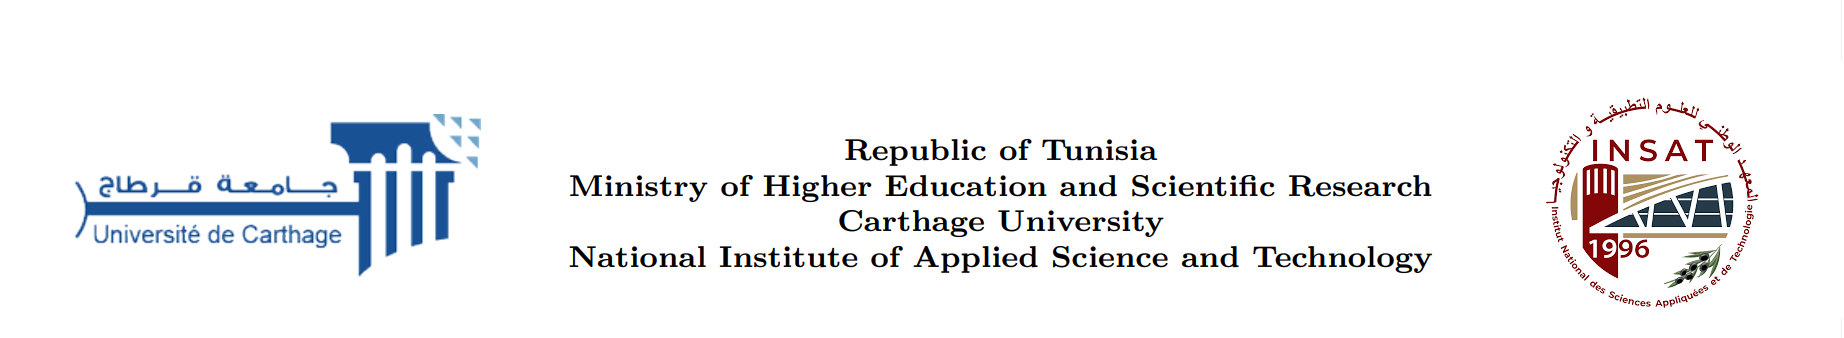 جامعة قرطاج
Université de Carthage
Republic of Tunisia
Ministry of Higher Education and Scientific Research
Carthage University
National Institute of Applied Science and Technology
المعهد الوطني للعلوم التطبيقية و التكنولوجيا
INSAT
1996
Institut National des Sciences Appliquées et de Technologie